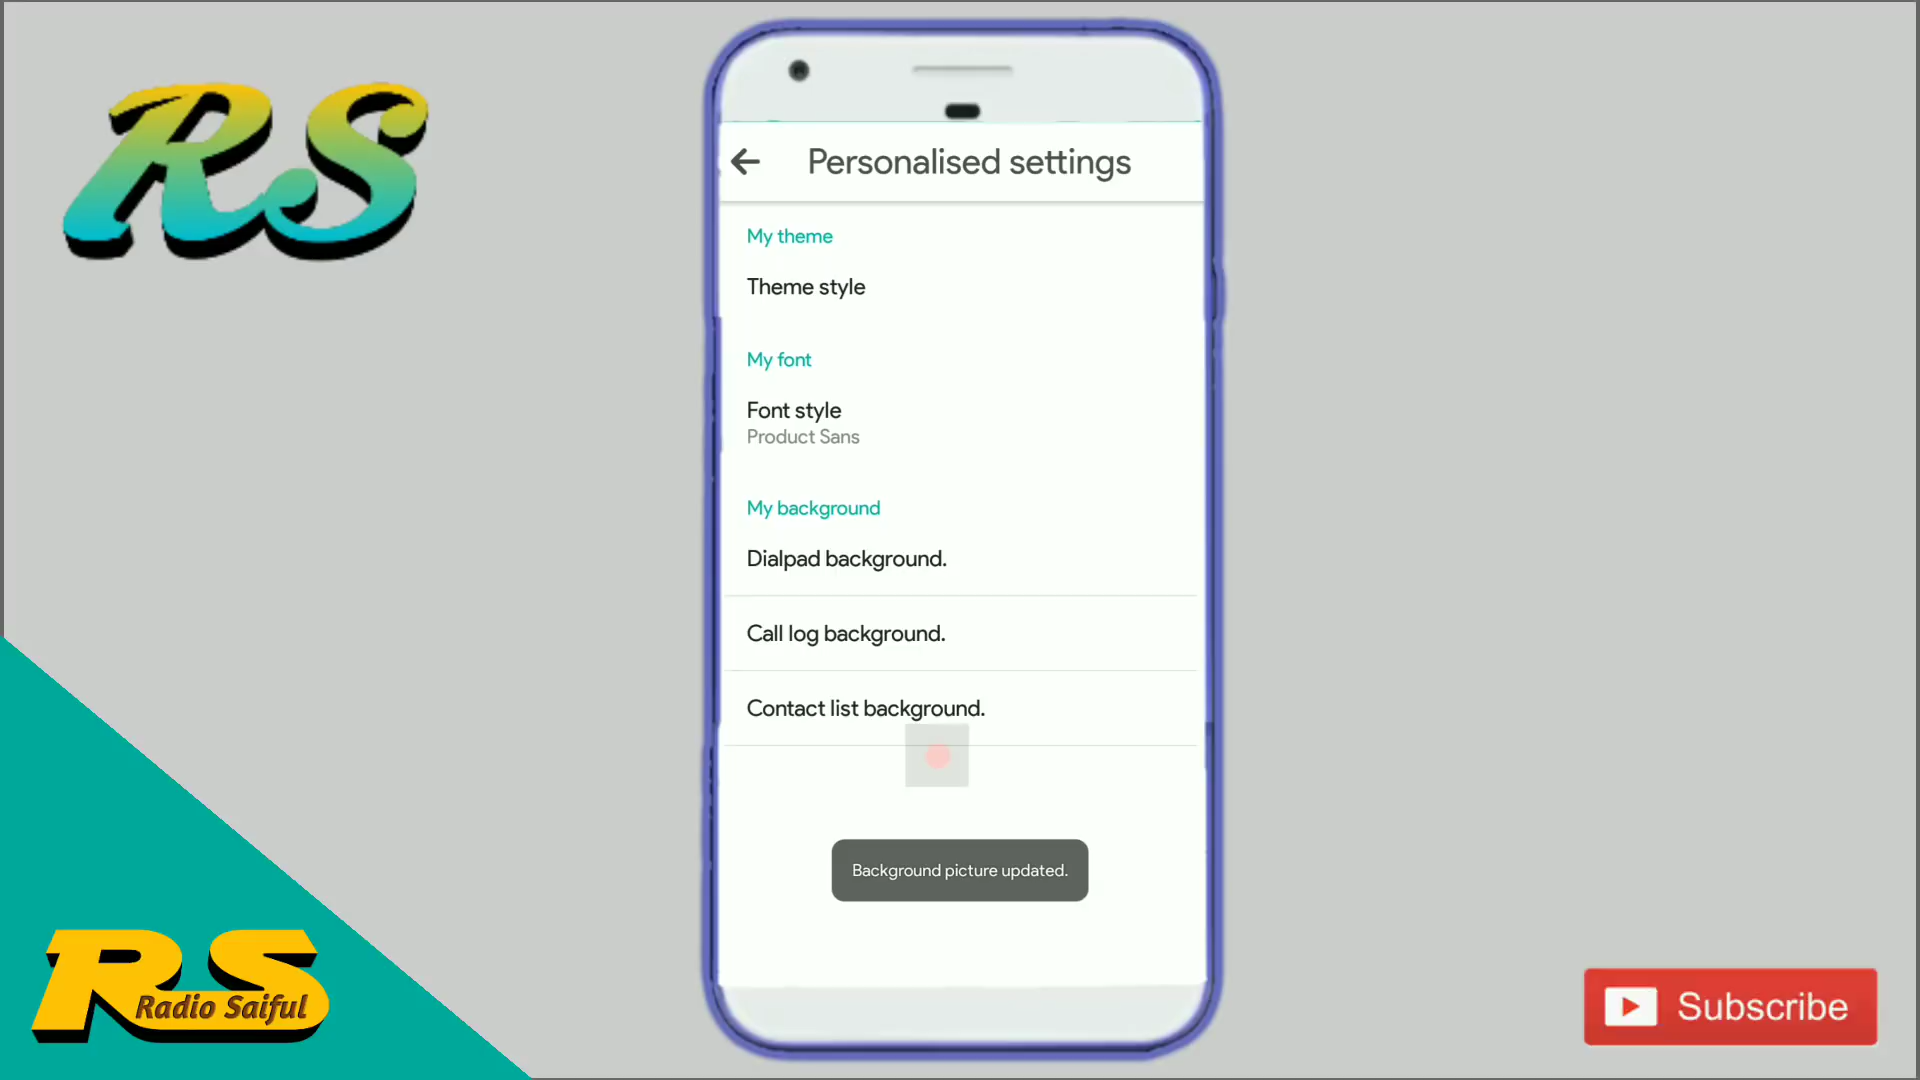 RS
Personalised settings
My theme
Theme style
My font
Font style
Product Sans
My background
Dialpad background.
Call log background.
Contact list background.
Background picture updated.
RS
Radio Saiful
Subscribe